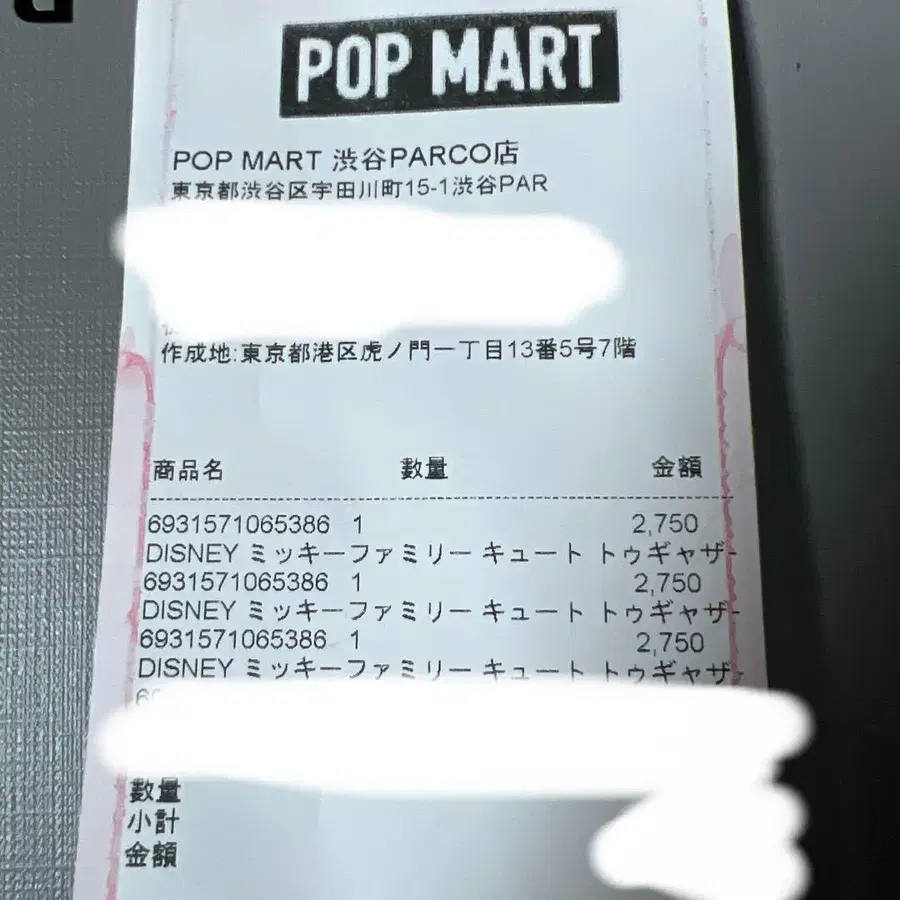 POP MART
POP MART 渋谷PARCO店
東京都渋谷区宇田川町15-1渋谷PAR
作成地:東京都港区虎ノ門一丁目13番5号7階
商品名 數量 金額
6931571065386 1 2,750
DISNEY ミッキーファミリー キュート トゥギャザー
6931571065386 1 2,750
DISNEY ミッキーファミリー キュート トゥギャザー
6931571065386 1 2,750
DISNEY ミッキーファミリー キュート トゥギャザー
數量
小計
金額